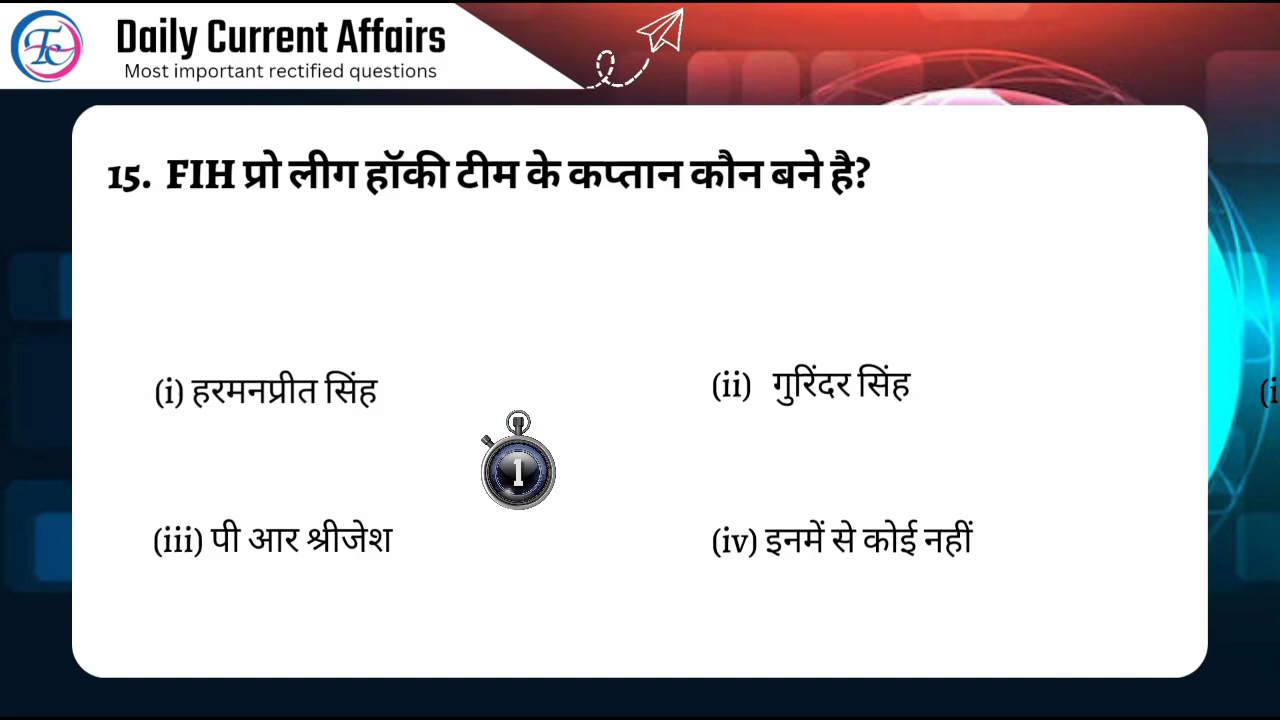 Daily Current Affairs
Most important rectified questions
15. FIH प्रो लीग हॉकी टीम के कप्तान कौन बने है?
(i) हरमनप्रीत सिंह
(ii) गुरिंदर सिंह
(i
1
(iii) पी आर श्रीजेश
(iv) इनमें से कोई नहीं